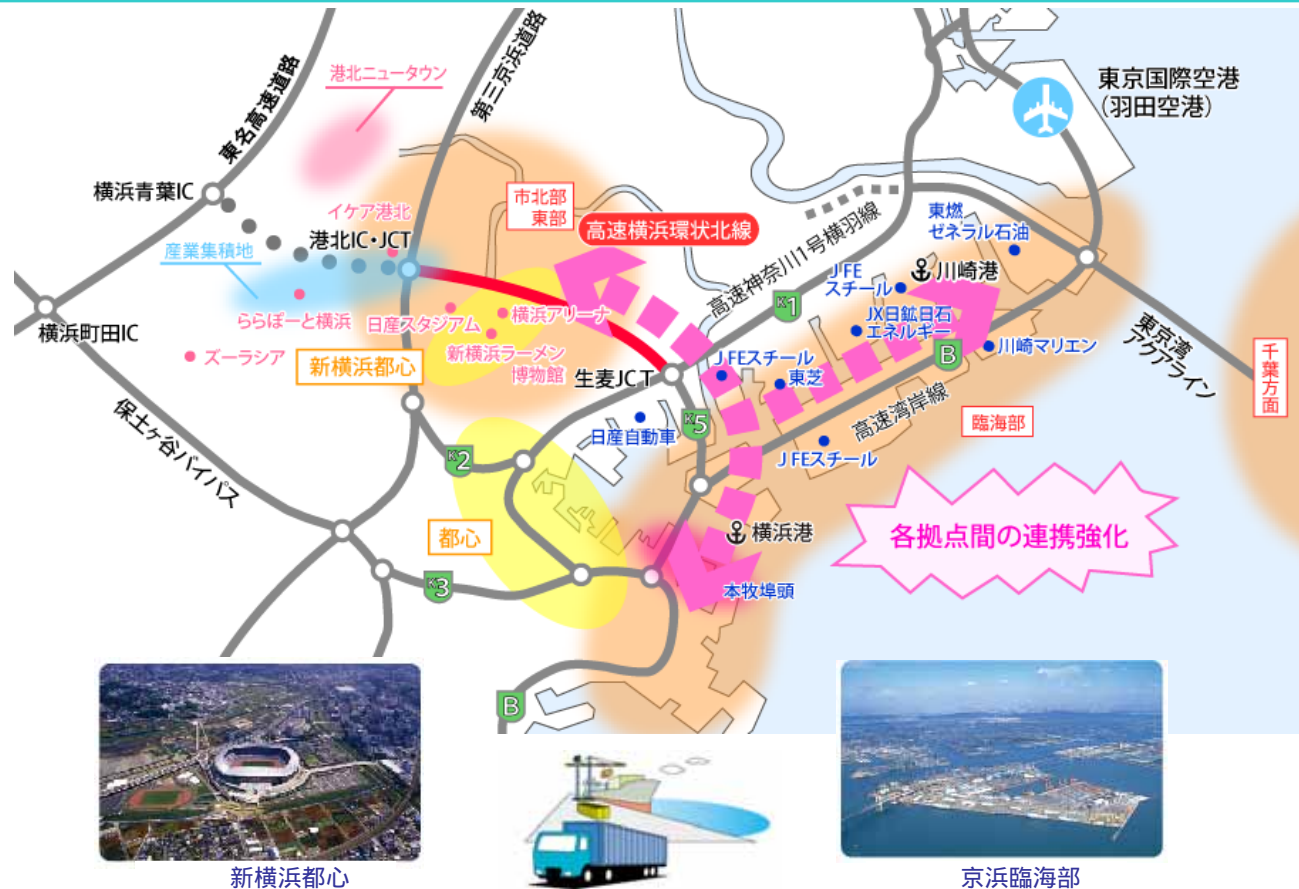 港北ニュータウン
東名高速道路
第三京浜道路
東京国際空港
（羽田空港）
横浜青葉IC
イケア港北
港北IC・JCT
市北部
東部
高速横浜環状北線
産業集積地
高速神奈川1号横羽線
東燃
ゼネラル石油
川崎港
JFE
スチール
K1
横浜町田IC
ららぽーと横浜
日産スタジアム
横浜アリーナ
JX日鉱日石
エネルギー
ズーラシア
新横浜都心
新横浜ラーメン
博物館
生麦JCT
JFEスチール
東芝
B
川崎マリエン
東京湾
アクアライン
千葉方面
保土ヶ谷バイパス
日産自動車
K5
高速湾岸線
臨海部
JFEスチール
K2
都心
横浜港
各拠点間の連携強化
K3
本牧埠頭
B
新横浜都心
京浜臨海部